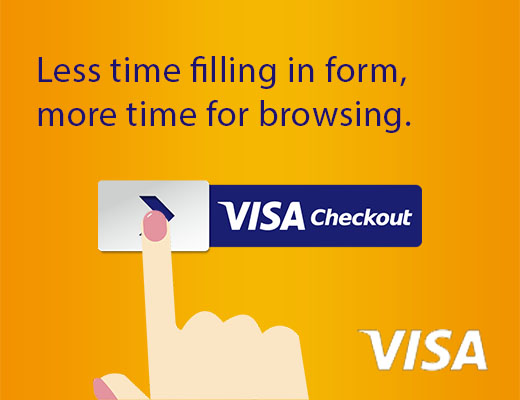 Less time filling in form,
more time for browsing.
VISA Checkout
VISA